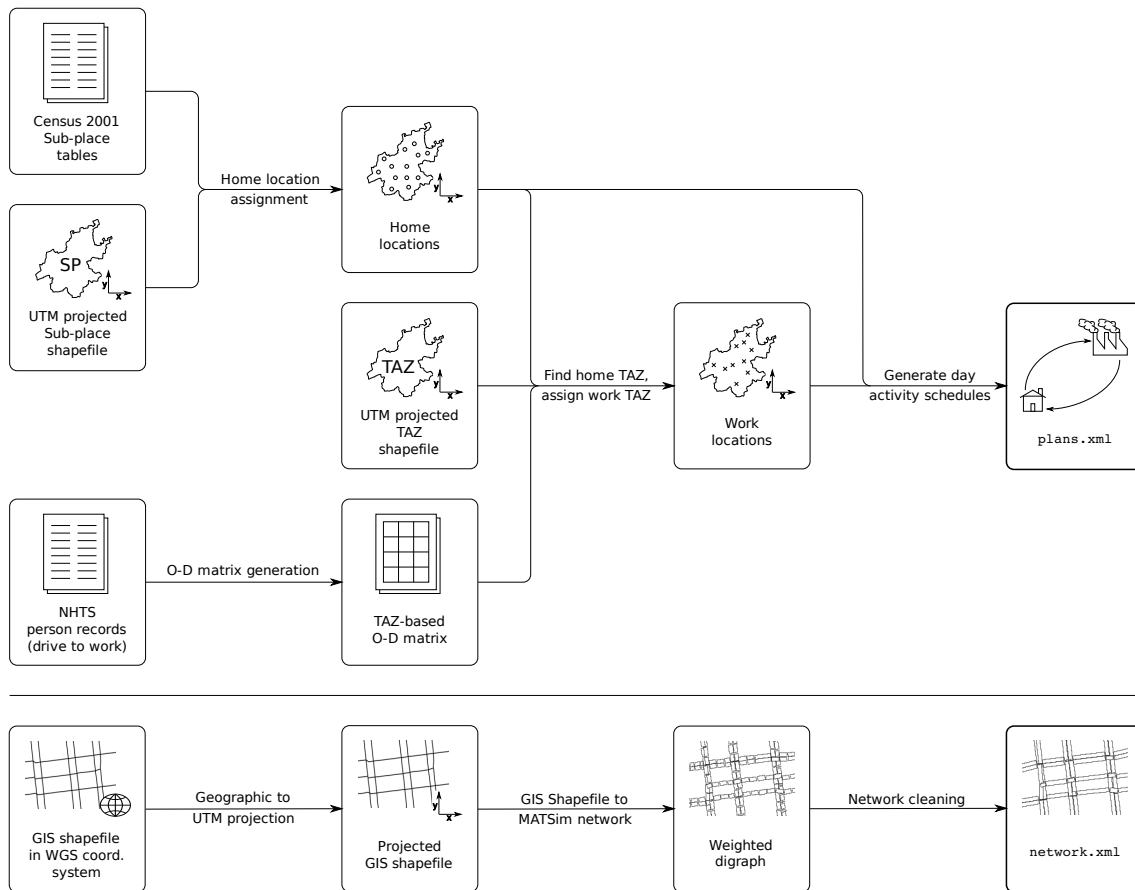 Census 2001
Sub-place
tables
SP
y
x
UTM projected
Sub-place
shapefile
Home location
assignment
y
x
Home
locations
TAZ
y
x
UTM projected
TAZ
shapefile
Find home TAZ,
assign work TAZ
y
x
Work
locations
Generate day
activity schedules
plans.xml
NHTS
person records
(drive to work)
O-D matrix generation
TAZ-based
O-D matrix
GIS shapefile
in WGS coord.
system
Geographic to
UTM projection
y
x
Projected
GIS shapefile
GIS Shapefile to
MATSim network
Weighted
digraph
Network cleaning
network.xml